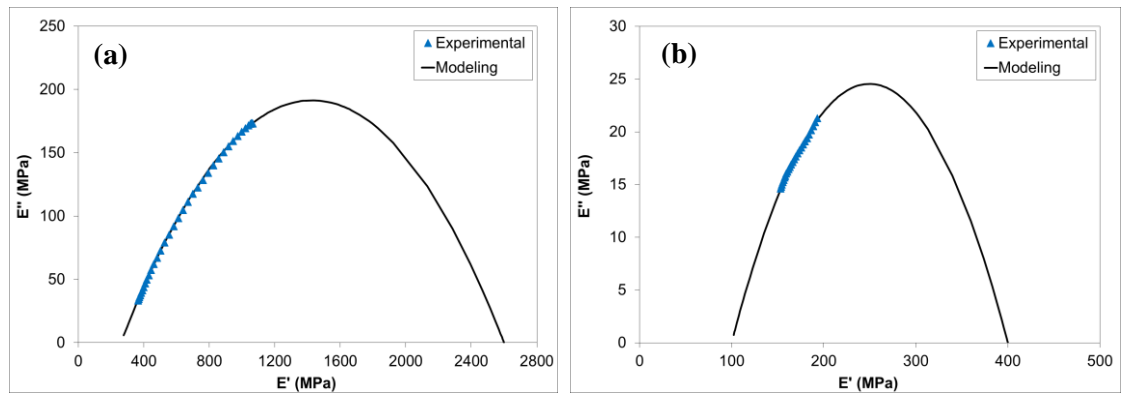 (a)
Experimental
Modeling
250
200
150
100
50
0
E'' (MPa)
0 400 800 1200 1600 2000 2400 2800
E' (MPa)
(b)
Experimental
Modeling
30
25
20
15
10
5
0
E'' (MPa)
0 100 200 300 400 500
E' (MPa)